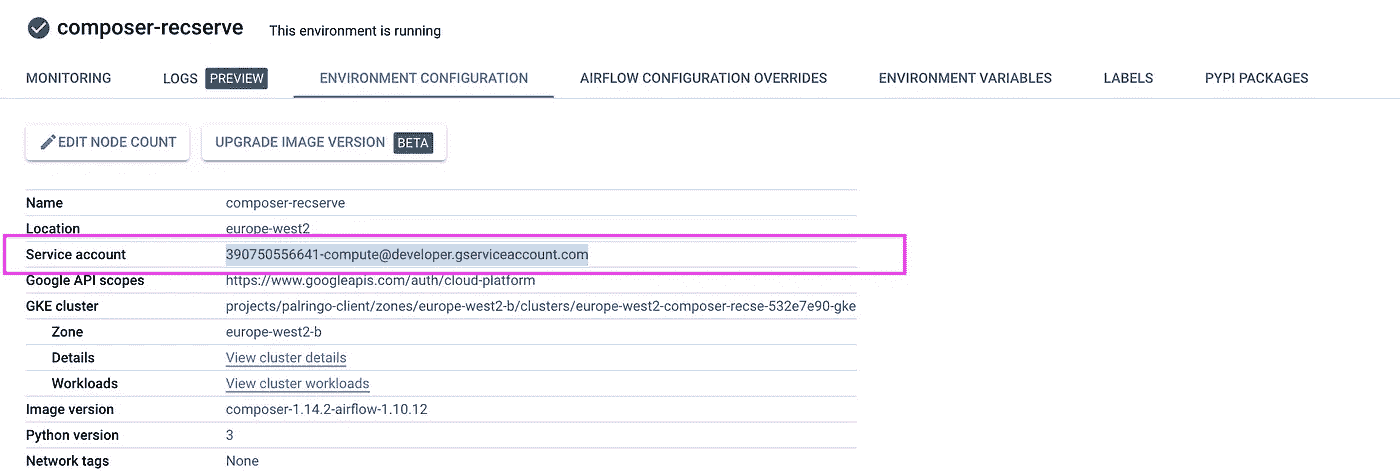 composer-recserve This environment is running
MONITORING LOGS PREVIEW ENVIRONMENT CONFIGURATION AIRFLOW CONFIGURATION OVERRIDES ENVIRONMENT VARIABLES LABELS PYPI PACKAGES
EDIT NODE COUNT UPGRADE IMAGE VERSION BETA
Name composer-recserve
Location europe-west2
Service account 390750556641-compute@developer.gserviceaccount.com
Google API scopes https://www.googleapis.com/auth/cloud-platform
GKE cluster projects/palringo-client/zones/europe-west2-b/clusters/europe-west2-composer-recse-532e7e90-gke
Zone europe-west2-b
Details View cluster details
Workloads View cluster workloads
Image version composer-1.14.2-airflow-1.10.12
Python version 3
Network tags None